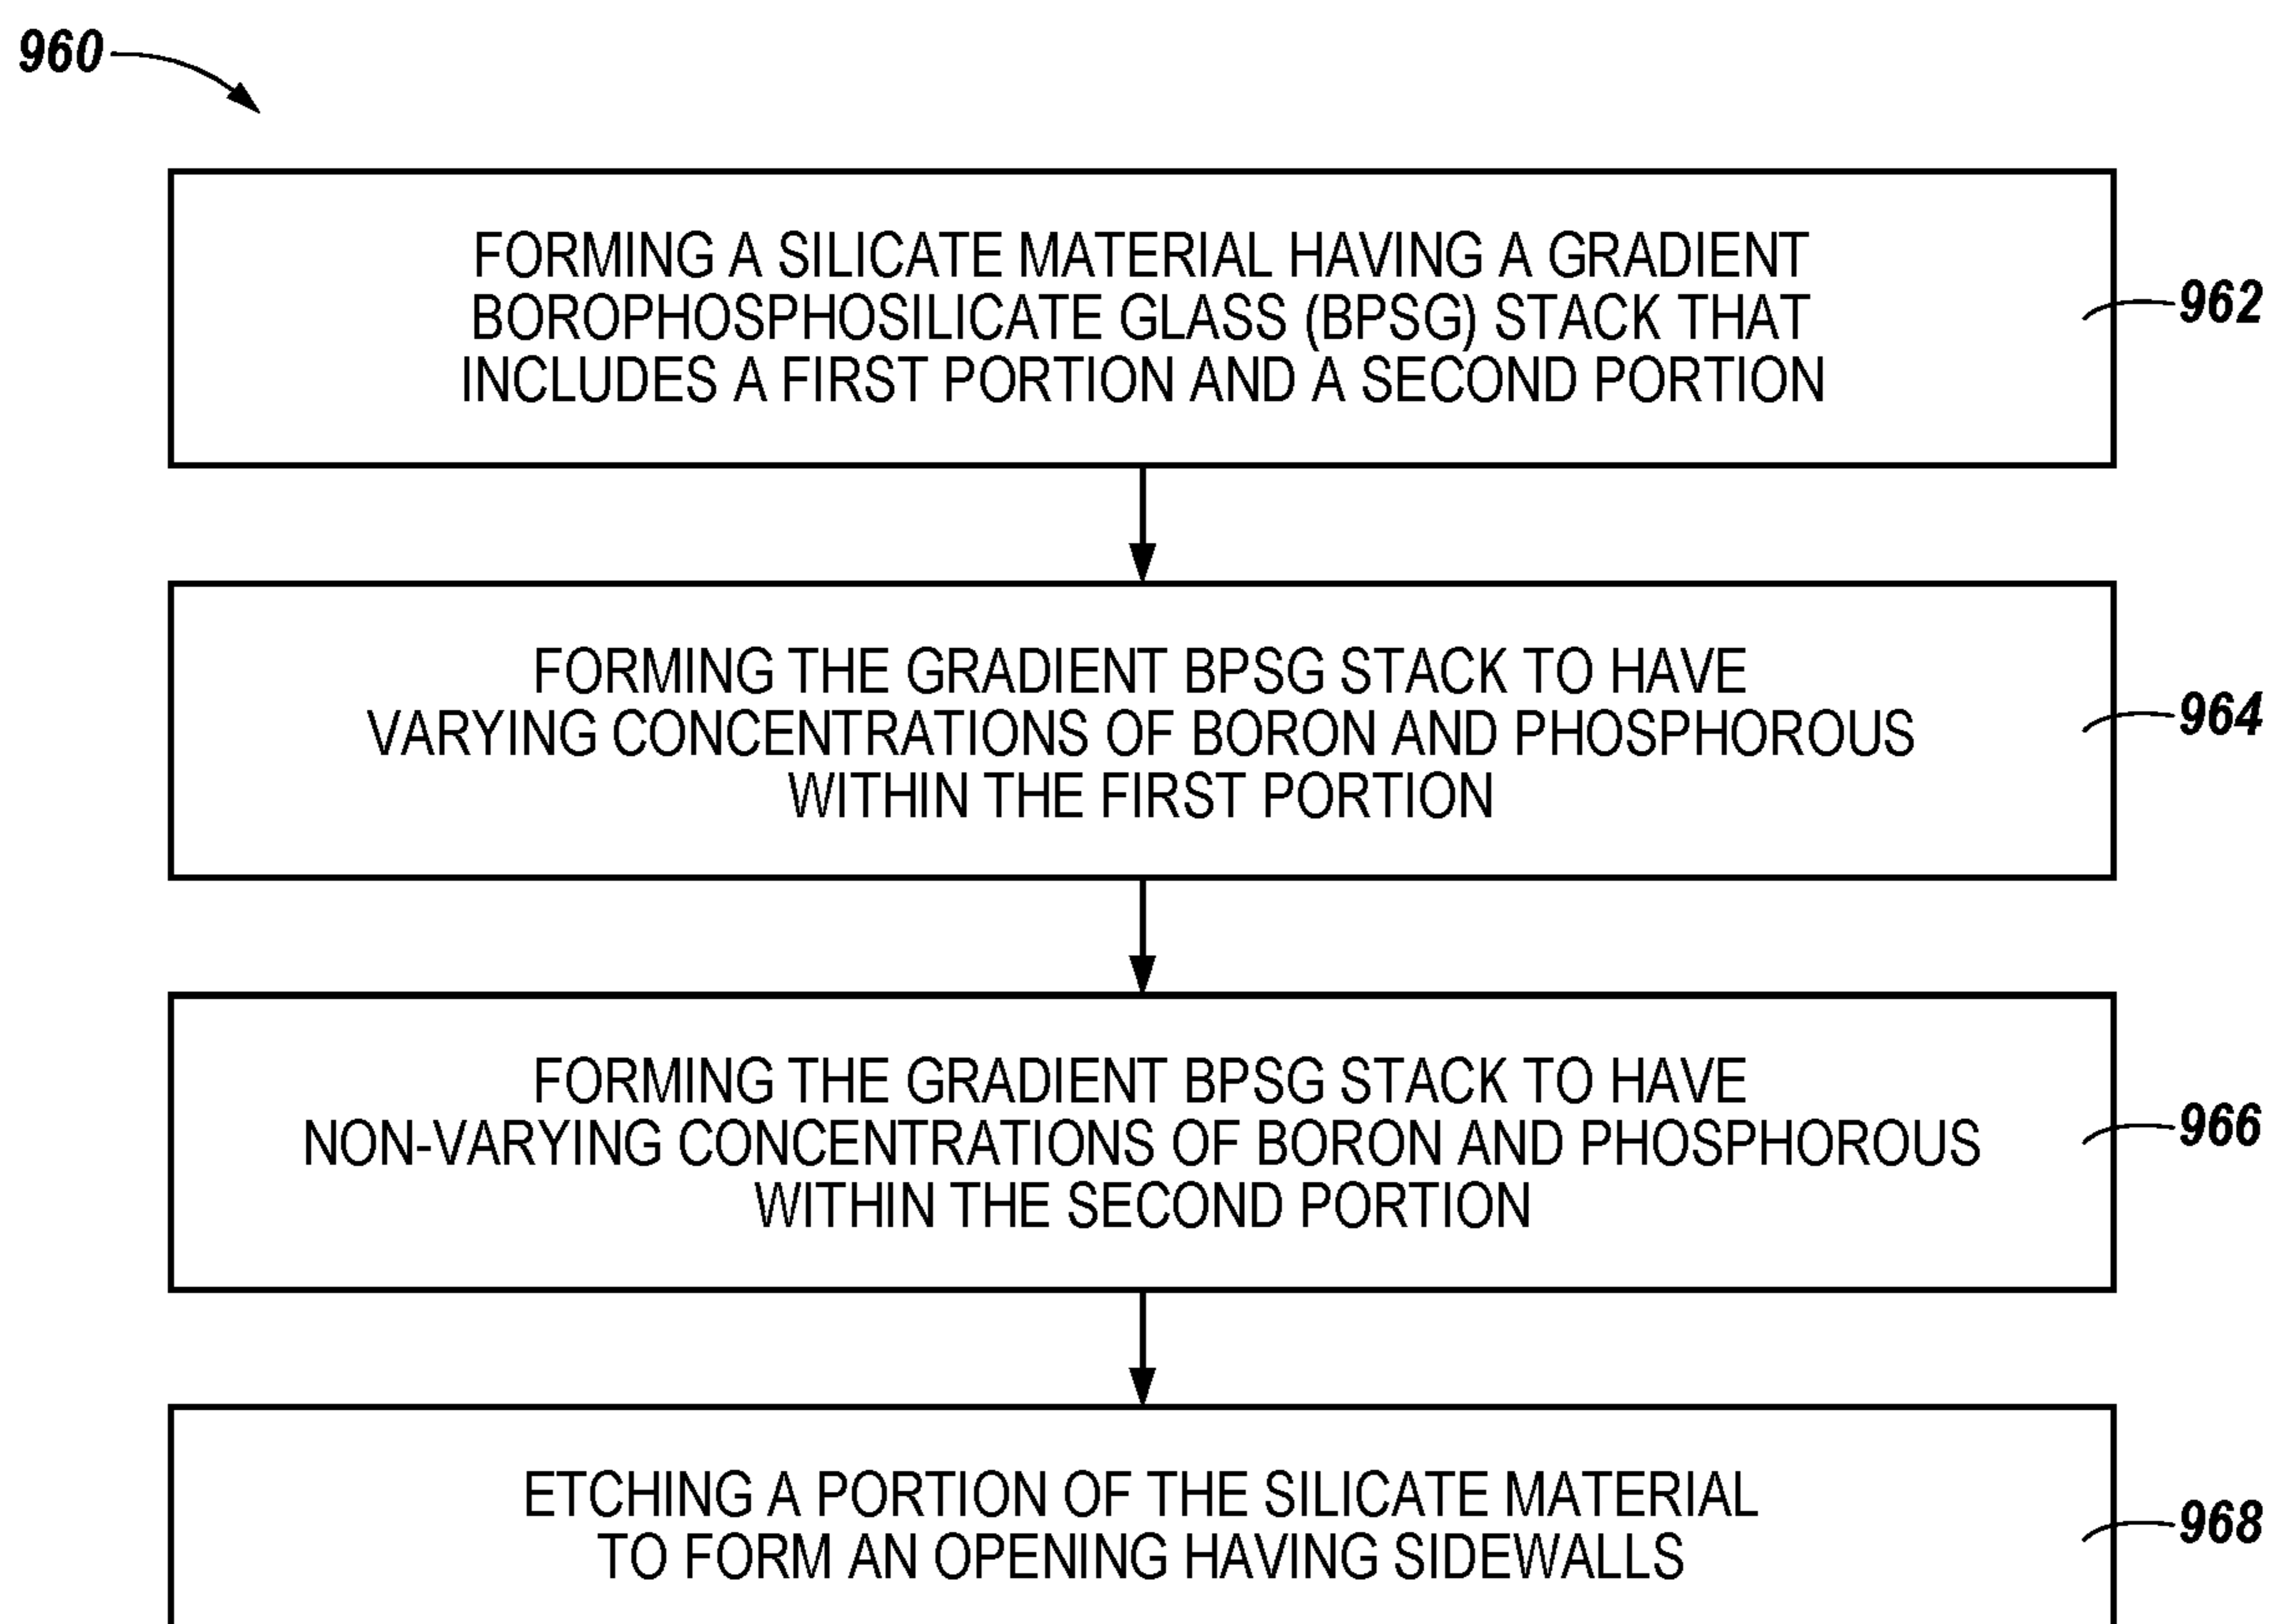 960
FORMING A SILICATE MATERIAL HAVING A GRADIENT
BOROPHOSPHOSILICATE GLASS (BPSG) STACK THAT
INCLUDES A FIRST PORTION AND A SECOND PORTION
962
FORMING THE GRADIENT BPSG STACK TO HAVE
VARYING CONCENTRATIONS OF BORON AND PHOSPHOROUS
WITHIN THE FIRST PORTION
964
FORMING THE GRADIENT BPSG STACK TO HAVE
NON-VARYING CONCENTRATIONS OF BORON AND PHOSPHOROUS
WITHIN THE SECOND PORTION
966
ETCHING A PORTION OF THE SILICATE MATERIAL
TO FORM AN OPENING HAVING SIDEWALLS
968